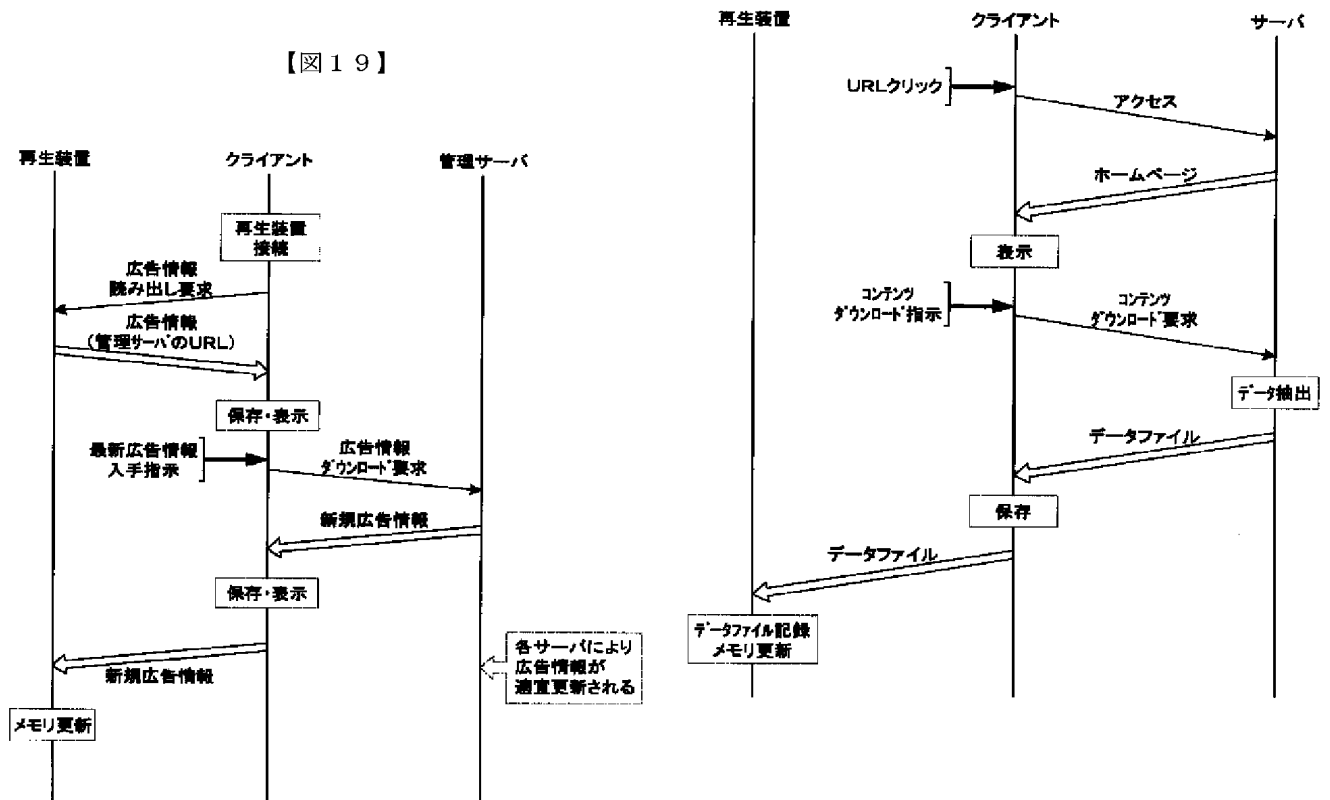 【図19】
再生装置
クライアント
管理サーバ
再生装置
接続
広告情報
読み出し要求
広告情報
(管理サーバのURL)
保存・表示
最新広告情報
入手指示
広告情報
ダウンロード要求
新規広告情報
保存・表示
新規広告情報
各サーバにより
広告情報が
適宜更新される
メモリ更新
再生装置
クライアント
サーバ
URLクリック
アクセス
ホームページ
表示
コンテンツ
ダウンロード指示
コンテンツ
ダウンロード要求
データ抽出
データファイル
保存
データファイル
データファイル記録
メモリ更新